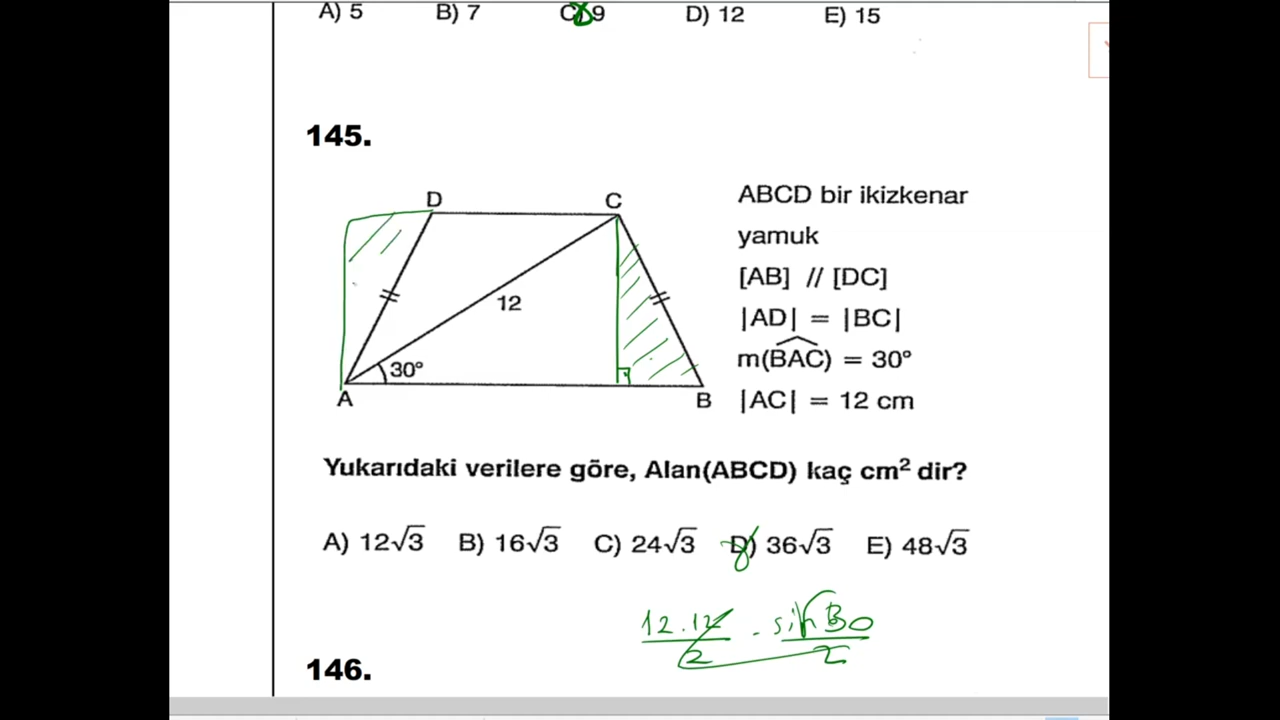 A) 5 B) 7 C) 9 D) 12 E) 15
145.
D C
12
30°
A B
ABCD bir ikizkenar
yamuk
[AB] // [DC]
|AD| = |BC|
m(BAC) = 30°
|AC| = 12 cm
Yukarıdaki verilere göre, Alan(ABCD) kaç cm² dir?
A) 12√3 B) 16√3 C) 24√3 D) 36√3 E) 48√3
12.12
2
146.